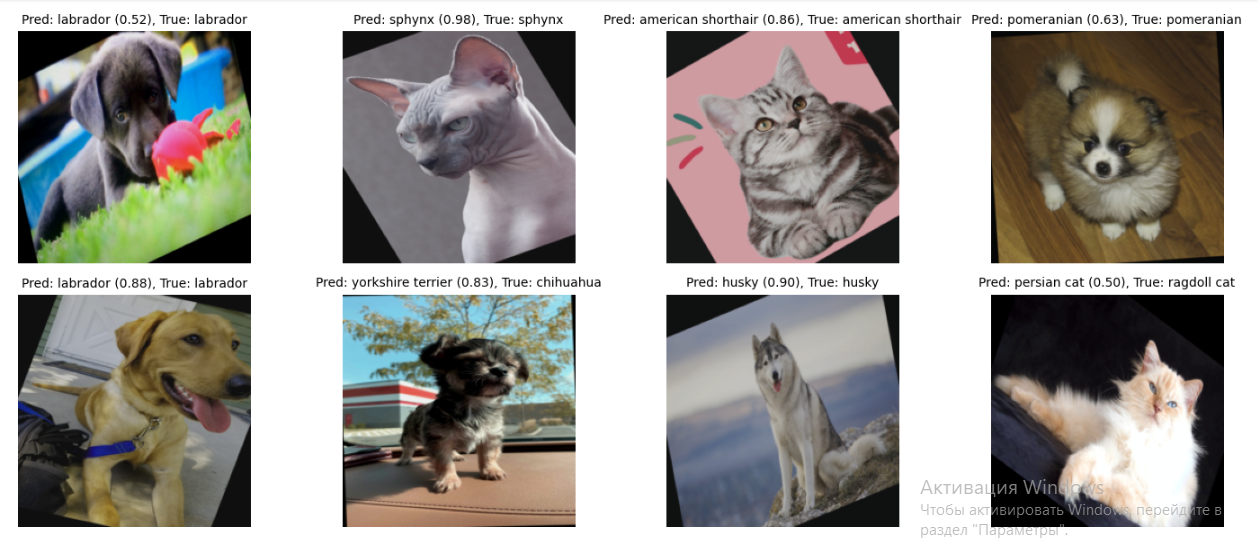 Pred: labrador (0.52), True: labrador
Pred: sphynx (0.98), True: sphynx
Pred: american shorthair (0.86), True: american shorthair
Pred: pomeranian (0.63), True: pomeranian
Pred: labrador (0.88), True: labrador
Pred: yorkshire terrier (0.83), True: chihuahua
Pred: husky (0.90), True: husky
Pred: persian cat (0.50), True: ragdoll cat
Активация Windows
Чтобы активировать Windows, перейдите в
раздел "Параметры".